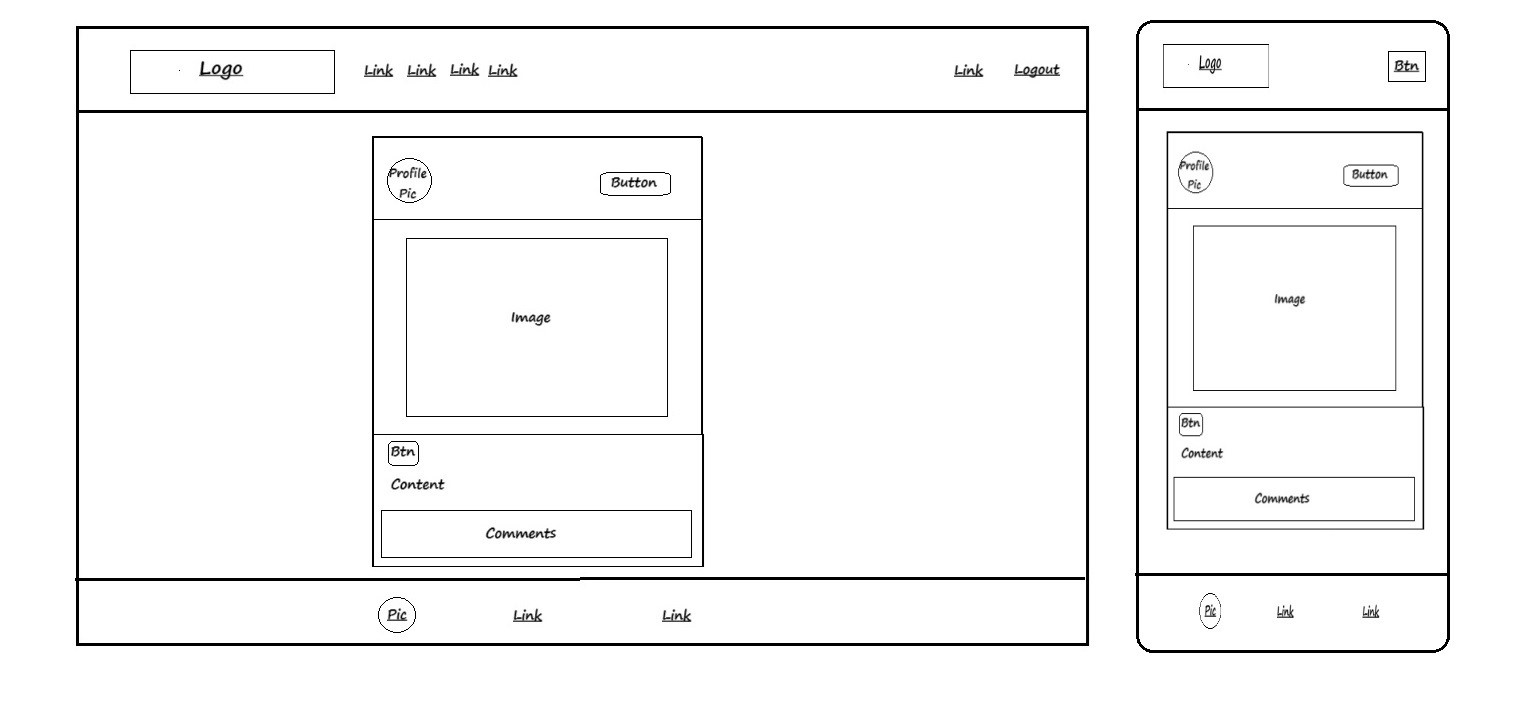 Logo
Link Link Link Link
Link Logout
Profile
Pic
Button
Image
Btn
Content
Comments
Pic Link Link
Logo
Btn
Profile
Pic
Button
Image
Btn
Content
Comments
Pic Link Link